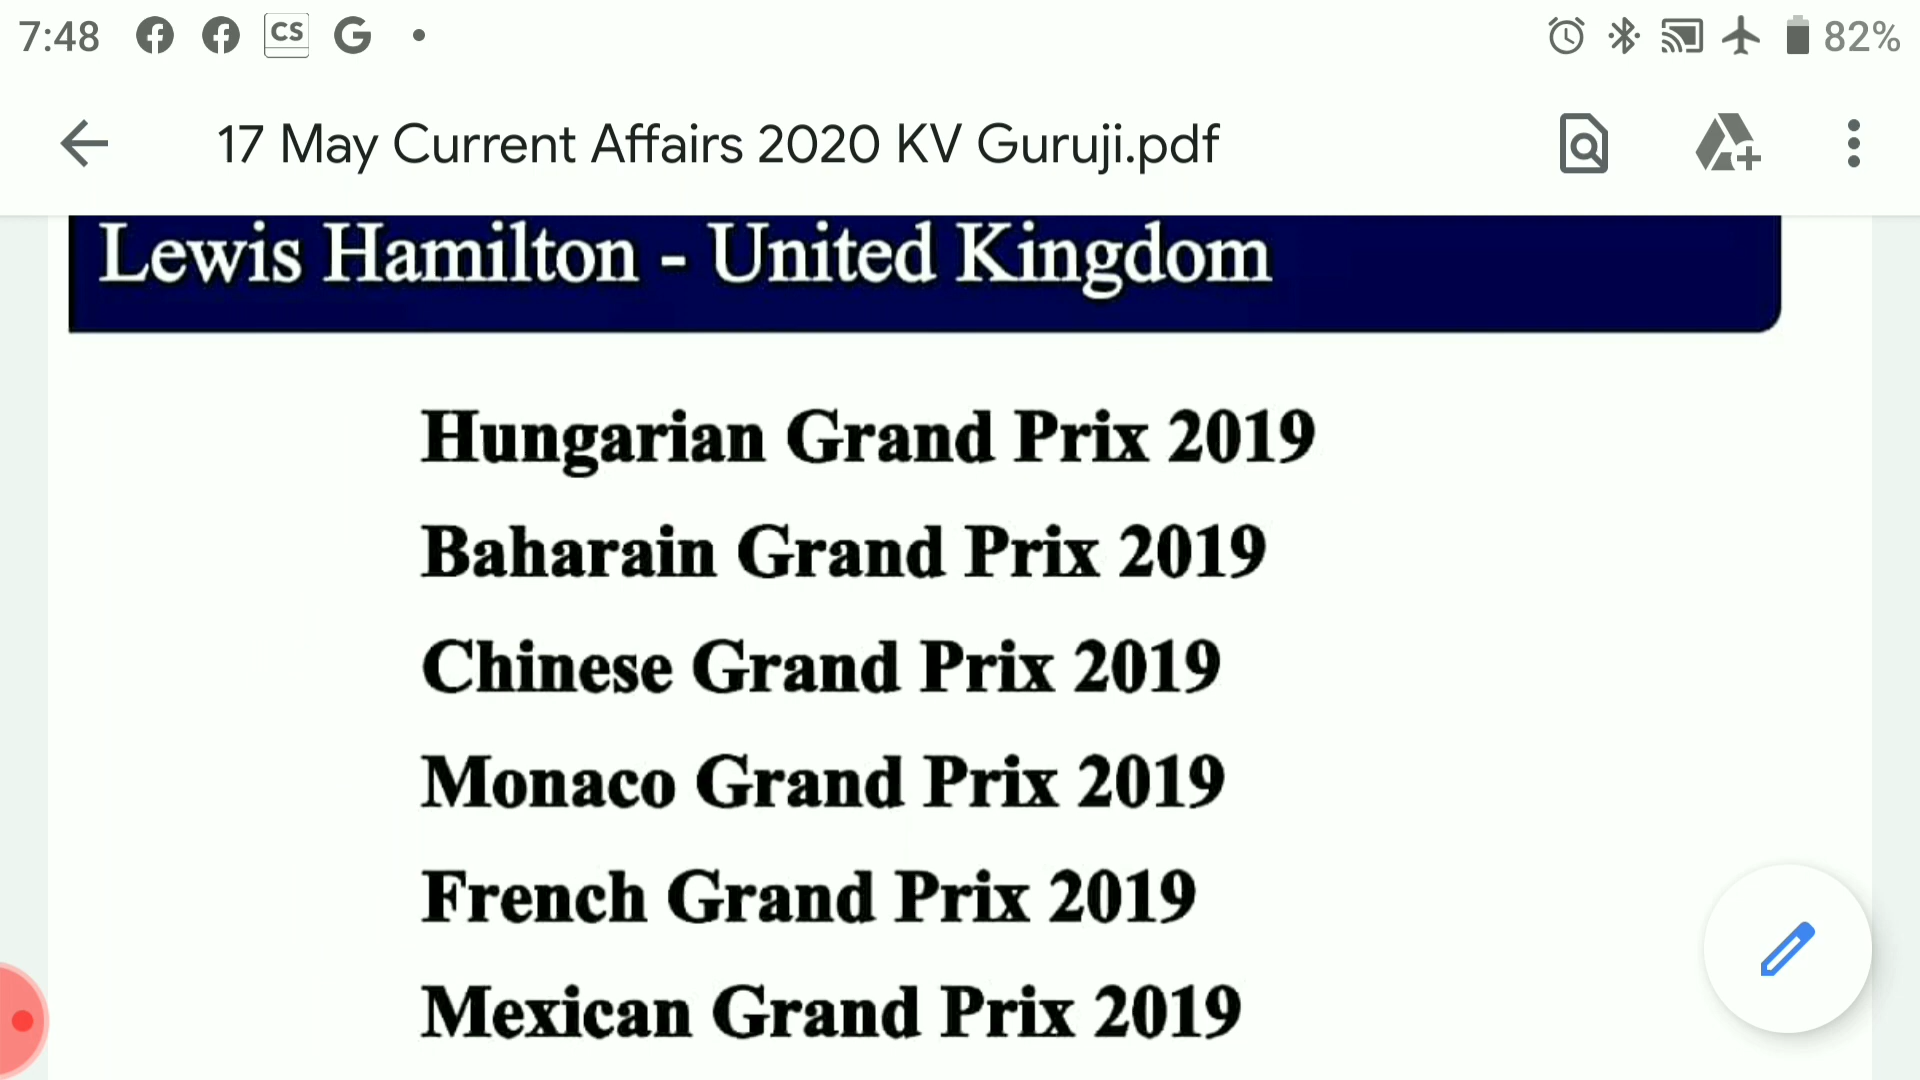 7:48 CS G 82%
17 May Current Affairs 2020 KV Guruji.pdf
Lewis Hamilton - United Kingdom
Hungarian Grand Prix 2019
Baharain Grand Prix 2019
Chinese Grand Prix 2019
Monaco Grand Prix 2019
French Grand Prix 2019
Mexican Grand Prix 2019